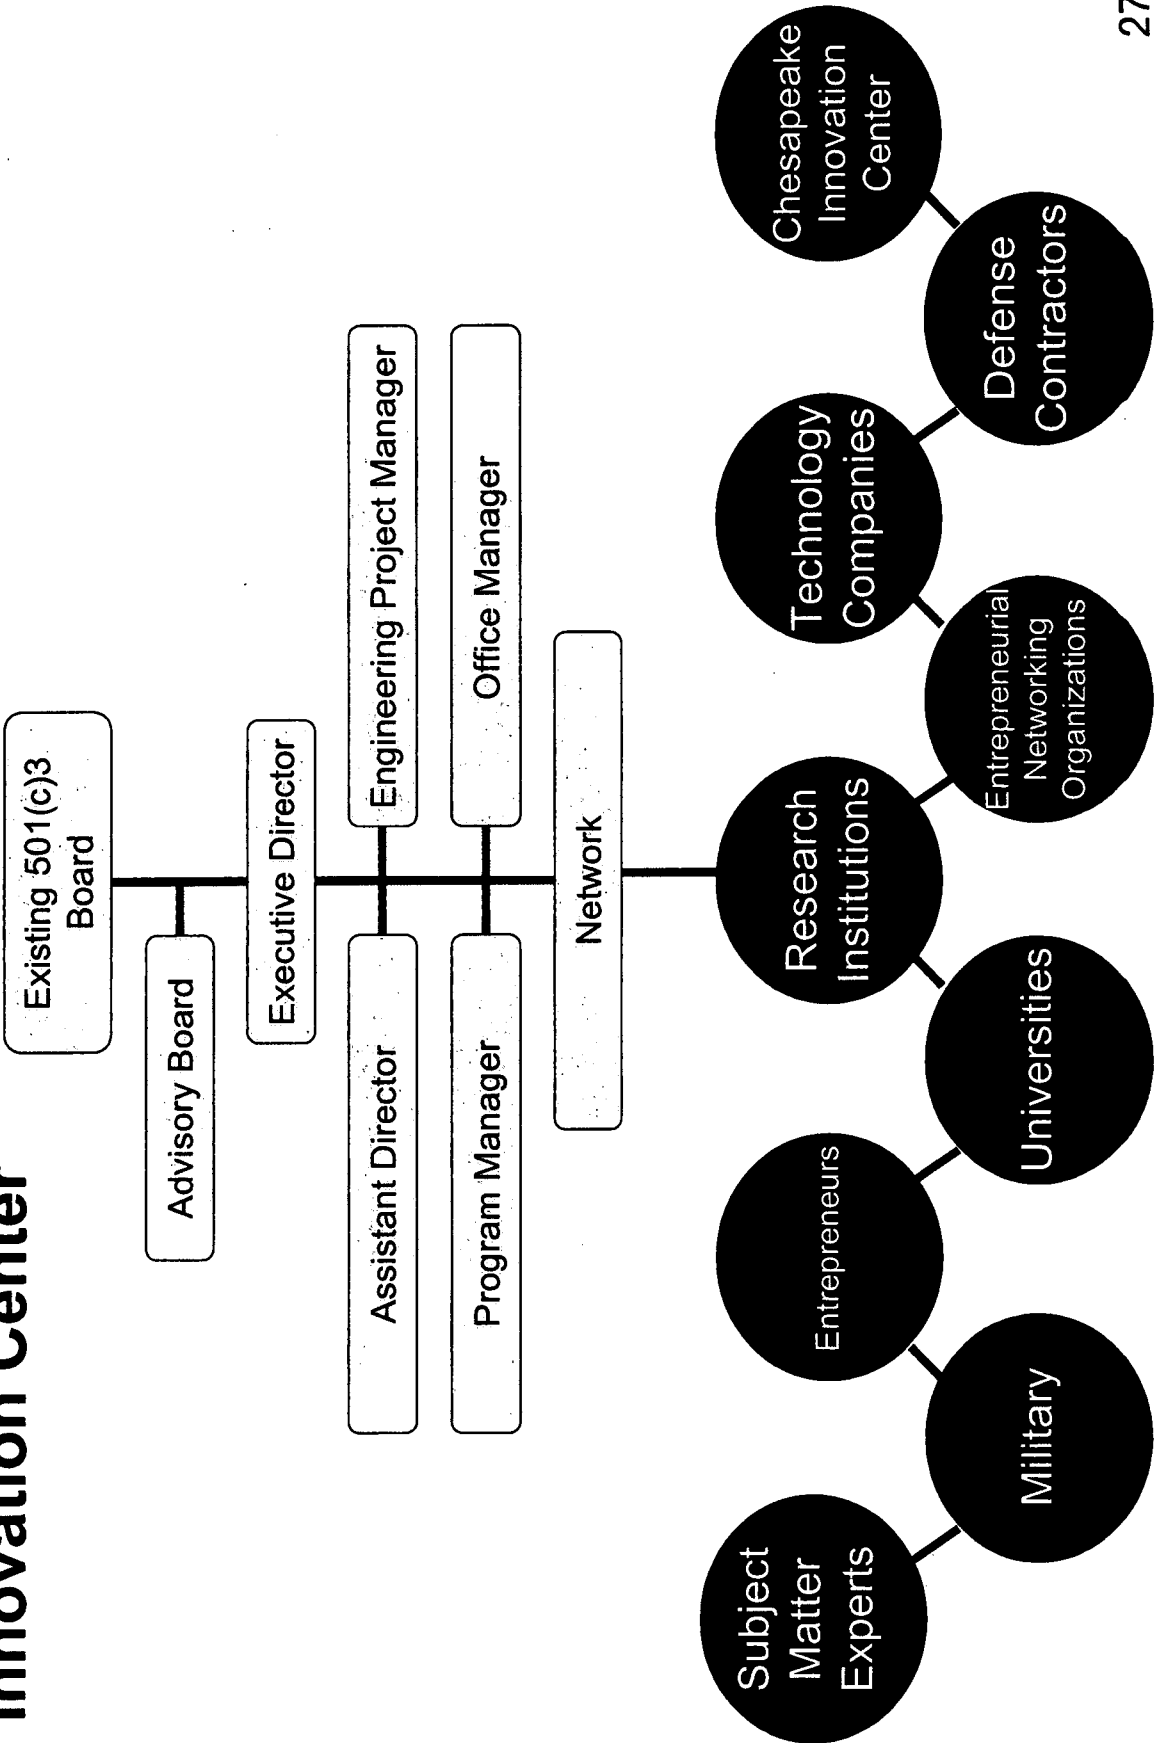 Innovation Center
Existing 501(c)3
Board
Advisory Board
Executive Director
Assistant Director
Engineering Project Manager
Program Manager
Office Manager
Network
Subject
Matter
Experts
Military
Entrepreneurs
Universities
Research
Institutions
Entrepreneurial
Networking
Organizations
Technology
Companies
Defense
Contractors
Chesapeake
Innovation
Center
27